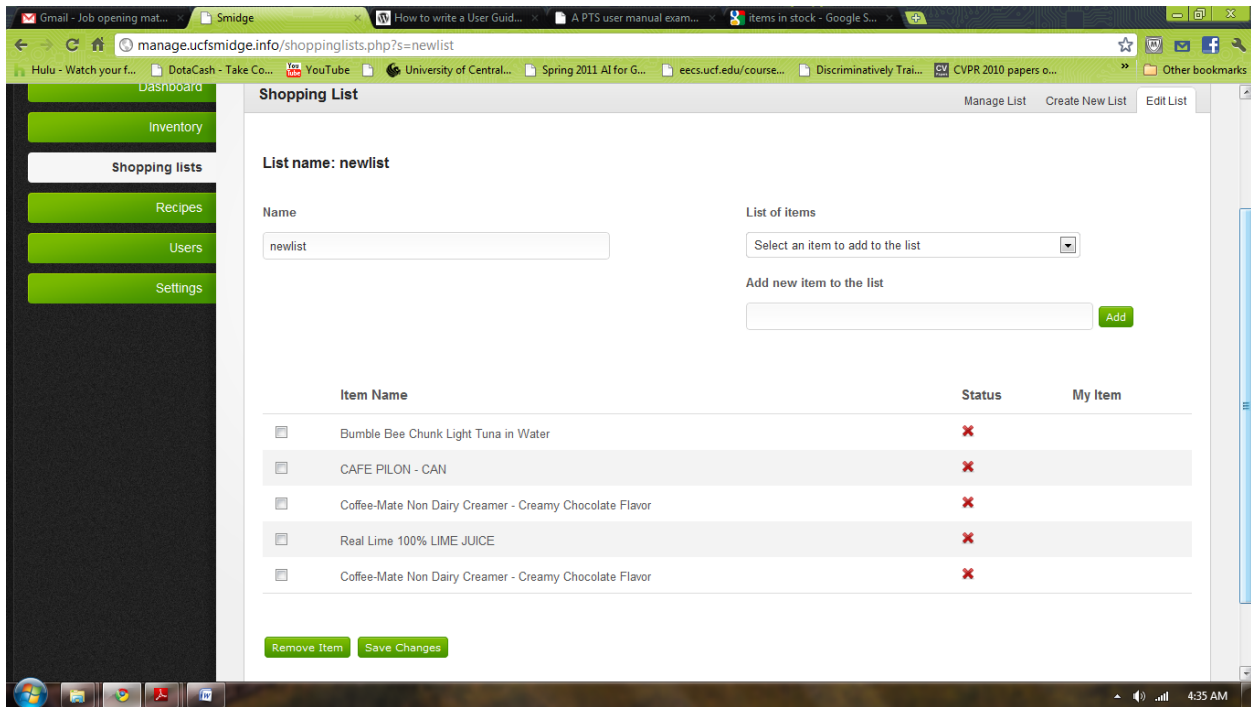 Gmail - Job opening mat... Smidge How to write a User Guid... A PTS user manual exam... items in stock - Google S...
manage.ucfsmidge.info/shoppinglists.php?s=newlist
Hulu - Watch your f... DotaCash - Take Co... YouTube University of Central... Spring 2011 AI for G... eecs.ucf.edu/course... Discriminatively Trai... CVPR 2010 papers o... » Other bookmarks
Dashboard
Inventory
Shopping lists
Recipes
Users
Settings
Shopping List
Manage List Create New List Edit List
List name: newlist
Name
newlist
List of items
Select an item to add to the list
Add new item to the list
Add
Item Name Status My Item
Bumble Bee Chunk Light Tuna in Water
CAFE PILON - CAN
Coffee-Mate Non Dairy Creamer - Creamy Chocolate Flavor
Real Lime 100% LIME JUICE
Coffee-Mate Non Dairy Creamer - Creamy Chocolate Flavor
Remove Item Save Changes
4:35 AM